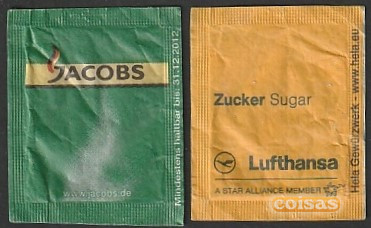 JACOBS
www.jacobs.de
Mindestens haltbar bis: 31.12.2012
Zucker Sugar
Lufthansa
A STAR ALLIANCE MEMBER
Hela Gewürzwerk - www.hela.eu
coisas